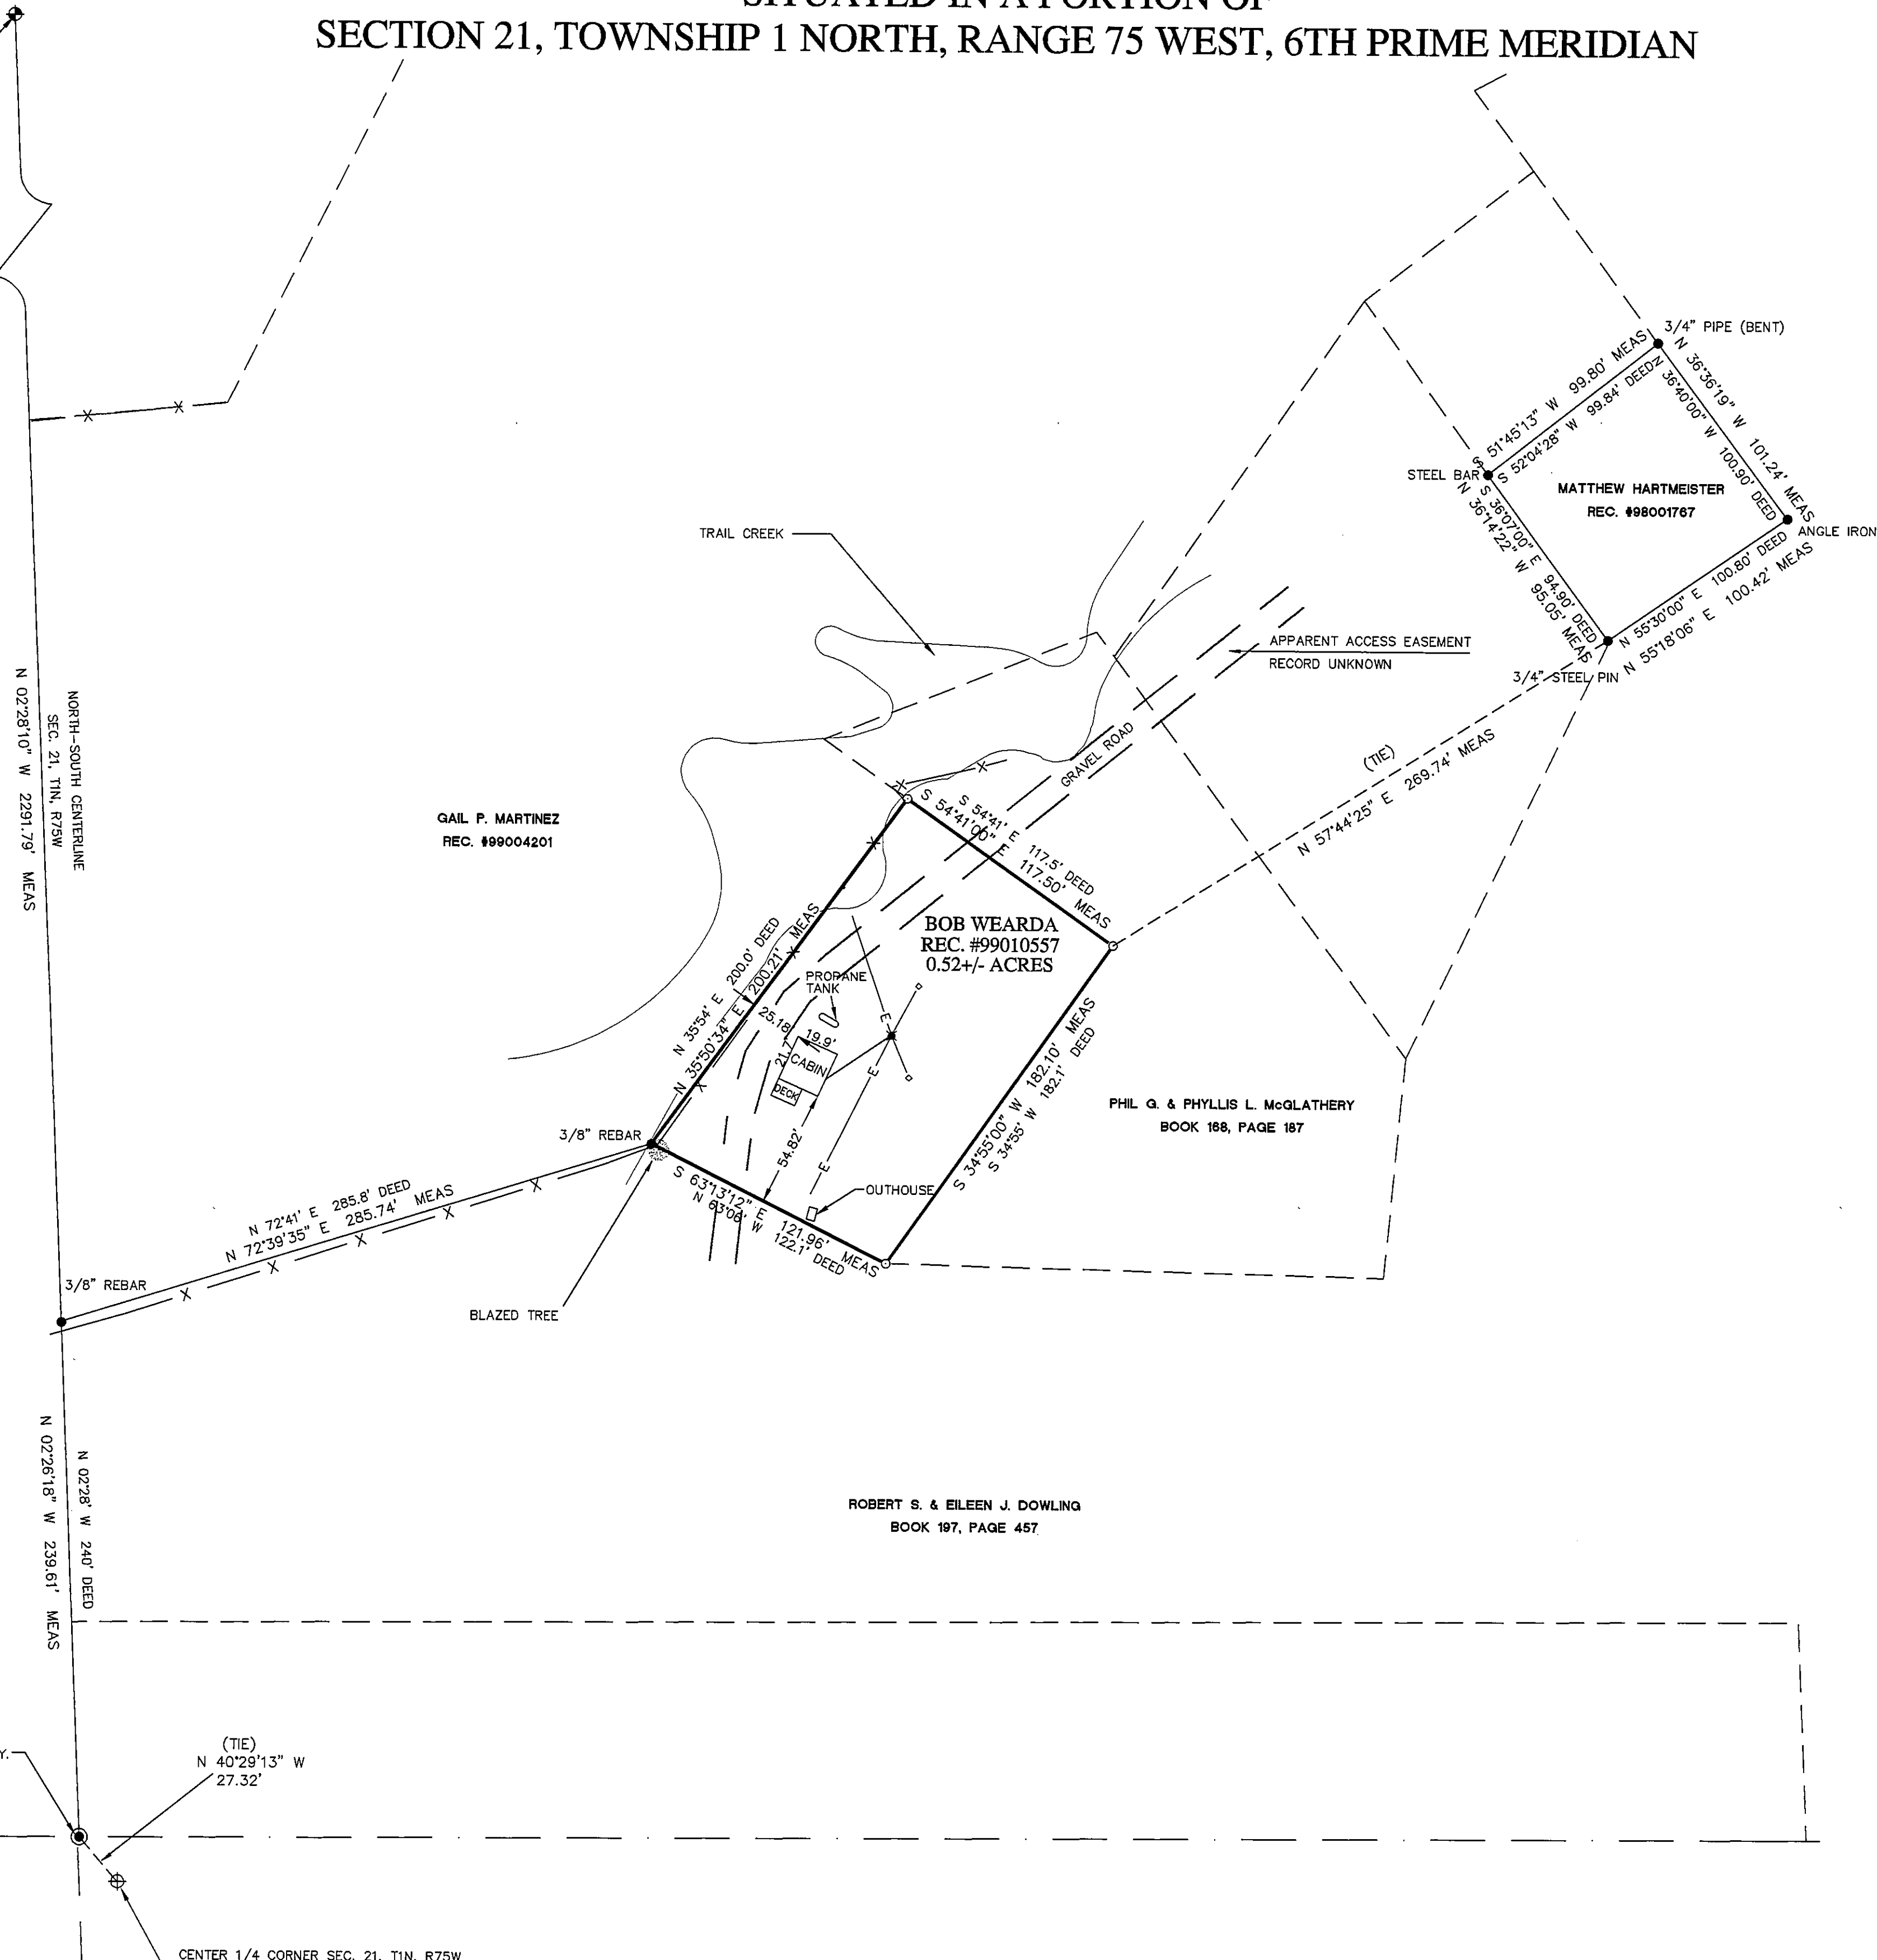 SITUATED IN A PORTION OF
SECTION 21, TOWNSHIP 1 NORTH, RANGE 75 WEST, 6TH PRIME MERIDIAN
3/4" PIPE (BENT)
S 51°45'13" W 99.80' MEAS
S 52°04'28" W 99.84' DEED
N 36°36'19" W 101.24' MEAS
N 36°40'00" W 100.90' DEED
STEEL BAR
MATTHEW HARTMEISTER
REC. #98001767
ANGLE IRON
S 36°07'00" E 94.90' DEED
N 36°14'22" W 95.05' MEAS
N 55°30'00" E 100.80' DEED
N 55°18'06" E 100.42' MEAS
3/4" STEEL PIN
TRAIL CREEK
APPARENT ACCESS EASEMENT
RECORD UNKNOWN
GRAVEL ROAD
(TIE)
N 57°44'25" E 269.74' MEAS
NORTH-SOUTH CENTERLINE
SEC. 21, T1N, R75W
N 02°28'10" W 2291.79' MEAS
GAIL P. MARTINEZ
REC. #99004201
S 54°41' E 117.5' DEED
S 54°41'00" E 117.50' MEAS
BOB WEARDA
REC. #99010557
0.52+/- ACRES
N 35°54' E 200.0' DEED
N 35°50'34" E 200.21' MEAS
PROPANE
TANK
25.18'
19.9'
21.7'
CABIN
DECK
E
E
E
54.82'
S 34°55'00" W 182.10' MEAS
S 34°55' W 182.1' DEED
PHIL G. & PHYLLIS L. McGLATHERY
BOOK 168, PAGE 187
3/8" REBAR
OUTHOUSE
S 63°13'12" E 121.96' MEAS
N 63°06' W 122.1' DEED
N 72°41' E 285.8' DEED
N 72°39'35" E 285.74' MEAS
3/8" REBAR
BLAZED TREE
N 02°28' W 240' DEED
N 02°26'18" W 239.61' MEAS
ROBERT S. & EILEEN J. DOWLING
BOOK 197, PAGE 457
(TIE)
N 40°29'13" W
27.32'
Y.
CENTER 1/4 CORNER SEC. 21, T1N, R75W